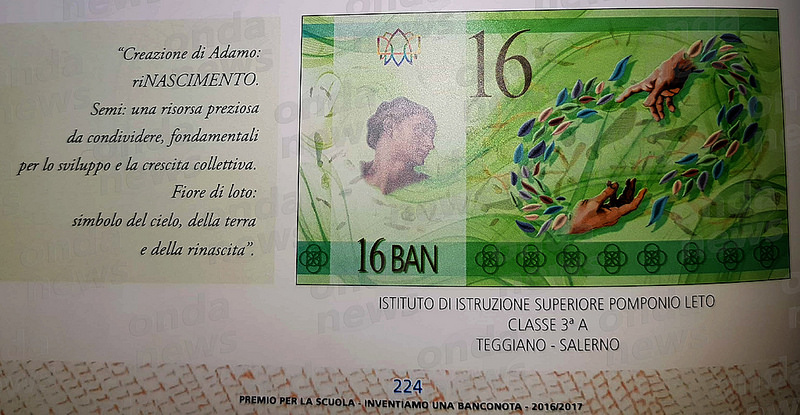 “Creazione di Adamo:
riNASCIMENTO.
Semi: una risorsa preziosa
da condividere, fondamentali
per lo sviluppo e la crescita collettiva.
Fiore di loto:
simbolo del cielo, della terra
e della rinascita”.
16
16 BAN
ISTITUTO DI ISTRUZIONE SUPERIORE POMPONIO LETO
CLASSE 3ª A
TEGGIANO - SALERNO
224
PREMIO PER LA SCUOLA - INVENTIAMO UNA BANCONOTA - 2016/2017
onda
news